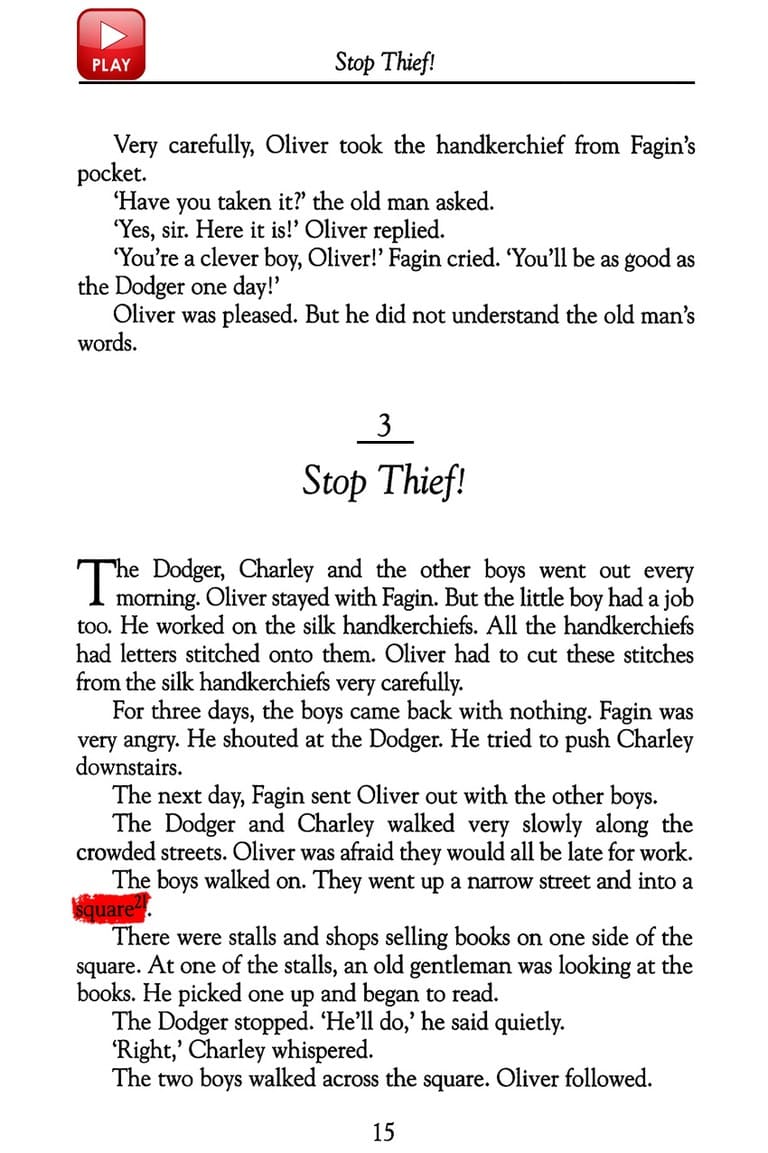 PLAY
Stop Thief!
Very carefully, Oliver took the handkerchief from Fagin’s
pocket.
‘Have you taken it?’ the old man asked.
‘Yes, sir. Here it is!’ Oliver replied.
‘You’re a clever boy, Oliver!’ Fagin cried. ‘You’ll be as good as
the Dodger one day!’
Oliver was pleased. But he did not understand the old man’s
words.
3
Stop Thief!
The Dodger, Charley and the other boys went out every
morning. Oliver stayed with Fagin. But the little boy had a job
too. He worked on the silk handkerchiefs. All the handkerchiefs
had letters stitched onto them. Oliver had to cut these stitches
from the silk handkerchiefs very carefully.
For three days, the boys came back with nothing. Fagin was
very angry. He shouted at the Dodger. He tried to push Charley
downstairs.
The next day, Fagin sent Oliver out with the other boys.
The Dodger and Charley walked very slowly along the
crowded streets. Oliver was afraid they would all be late for work.
The boys walked on. They went up a narrow street and into a
square²¹.
There were stalls and shops selling books on one side of the
square. At one of the stalls, an old gentleman was looking at the
books. He picked one up and began to read.
The Dodger stopped. ‘He’ll do,’ he said quietly.
‘Right,’ Charley whispered.
The two boys walked across the square. Oliver followed.
15